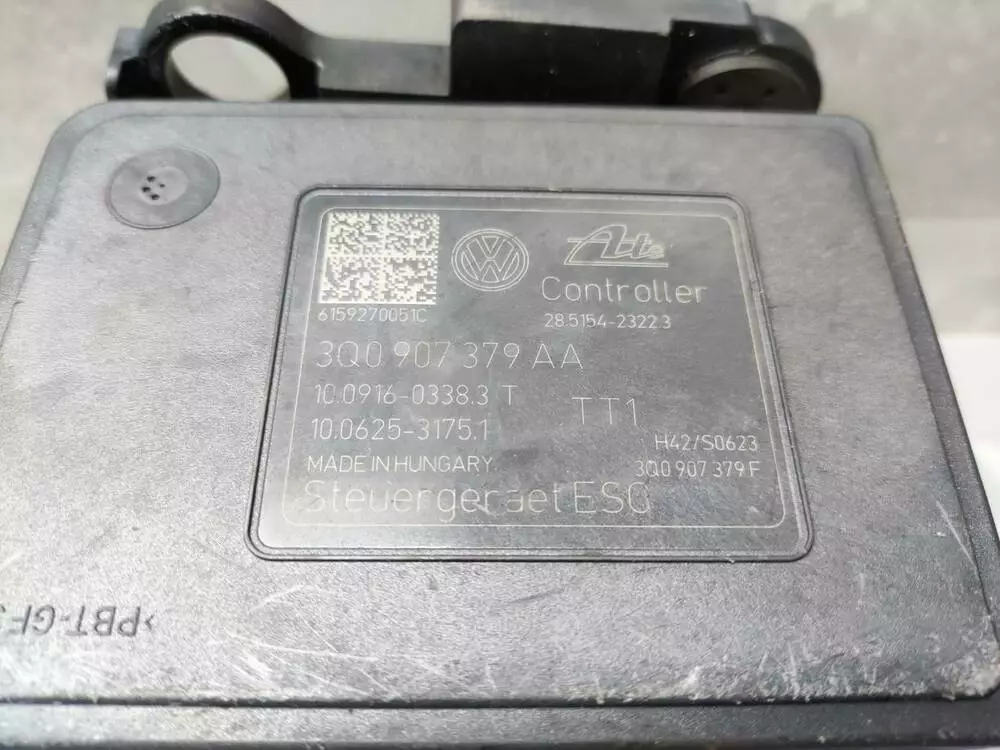 6159270051C
Ate
Controller
28.5154-2322.3
3Q0 907 379 AA
10.0916-0338.3 T
TT1
10.0625-3175.1
H42/S0623
MADE IN HUNGARY
3Q0 907 379 F
Steuergeraet ESC
>PBT-GF